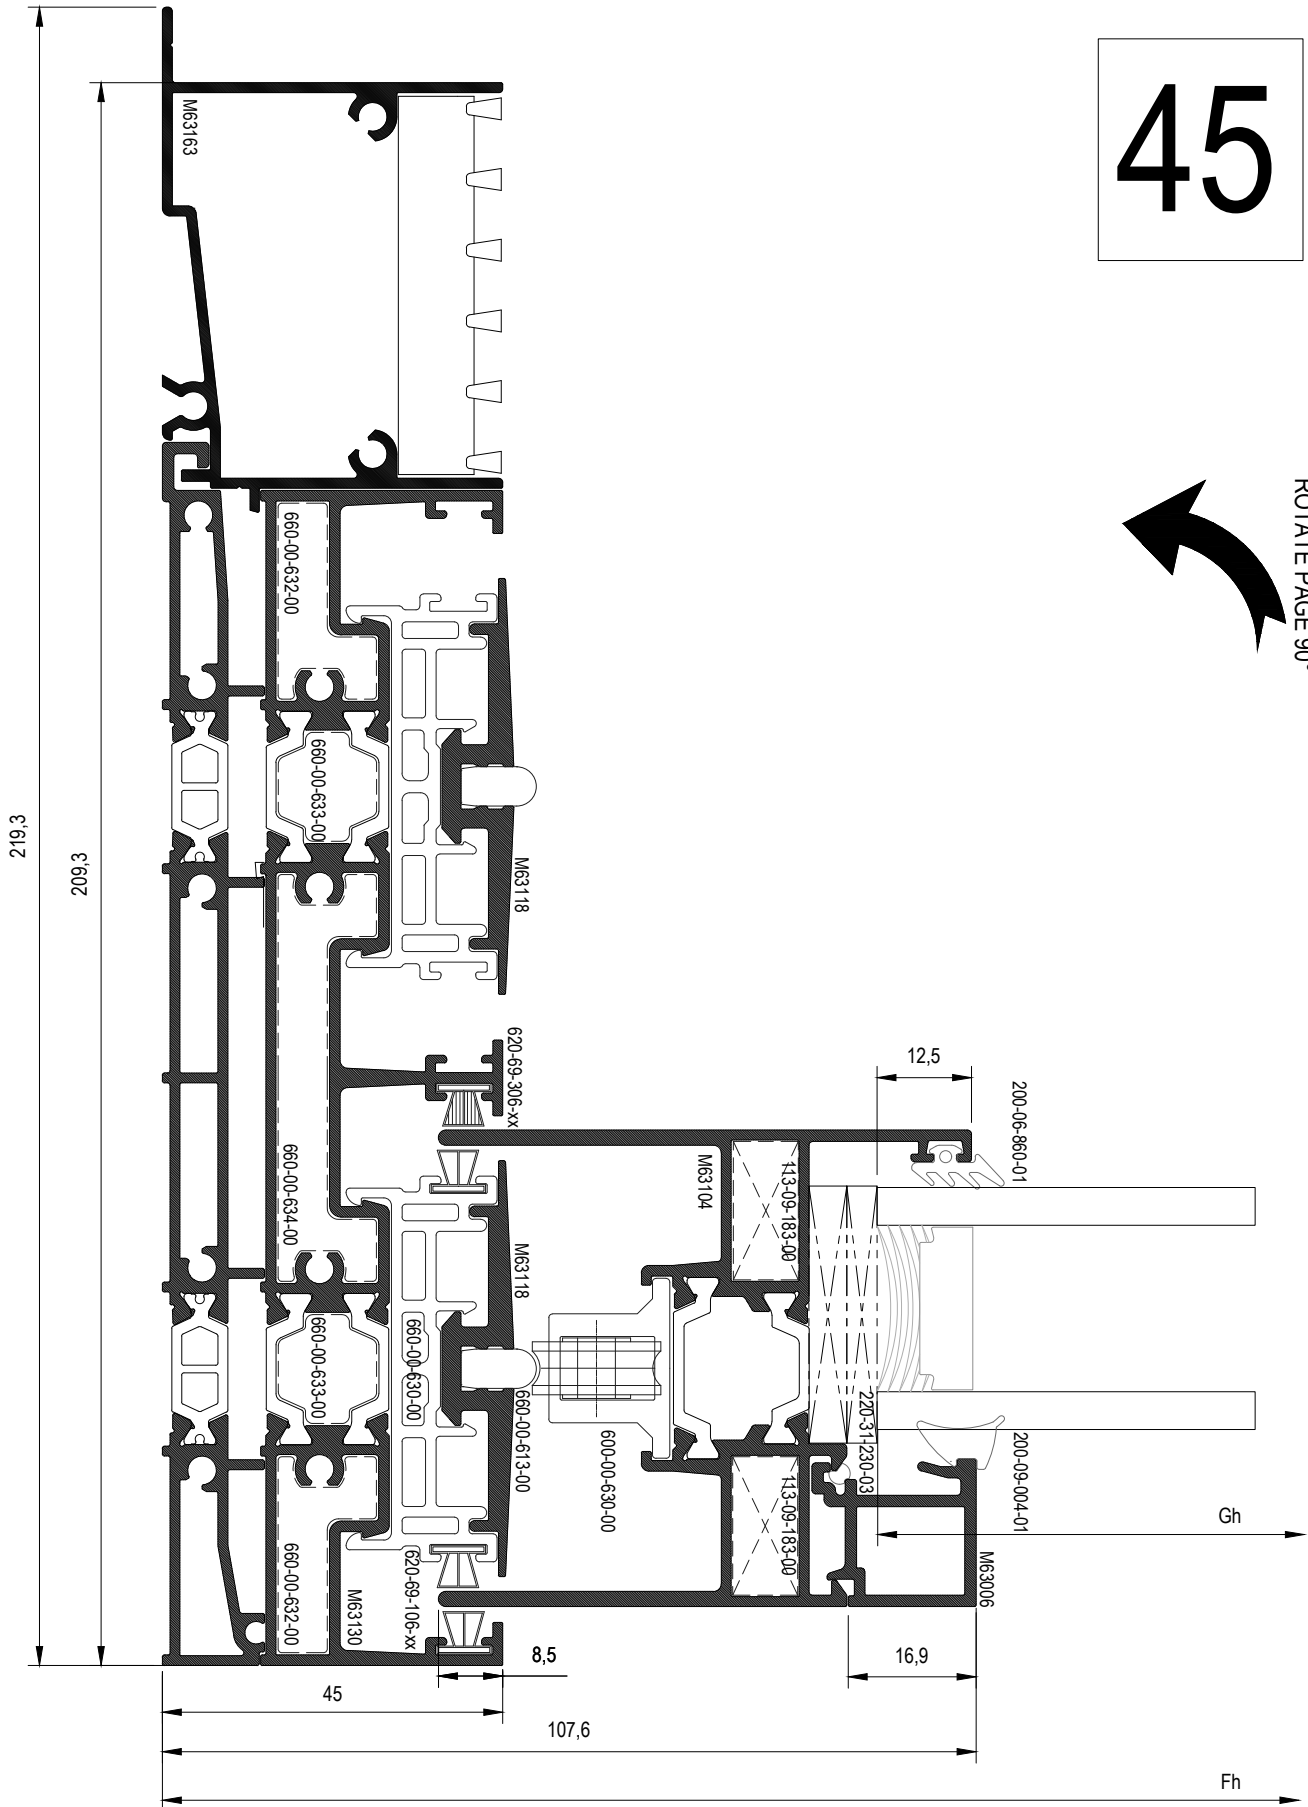 45
ROTATE PAGE 90°
M63163
219,3
209,3
660-00-632-00
660-00-633-00
M63118
620-69-306-xx
12,5
200-06-860-01
660-00-634-00
M63104
113-09-183-00
M63118
660-00-633-00
660-00-630-00
660-00-613-00
600-00-630-00
220-31-230-03
200-09-004-01
113-09-183-00
Gh
M63006
660-00-632-00
M63130
620-69-106-xx
8,5
16,9
45
107,6
Fh